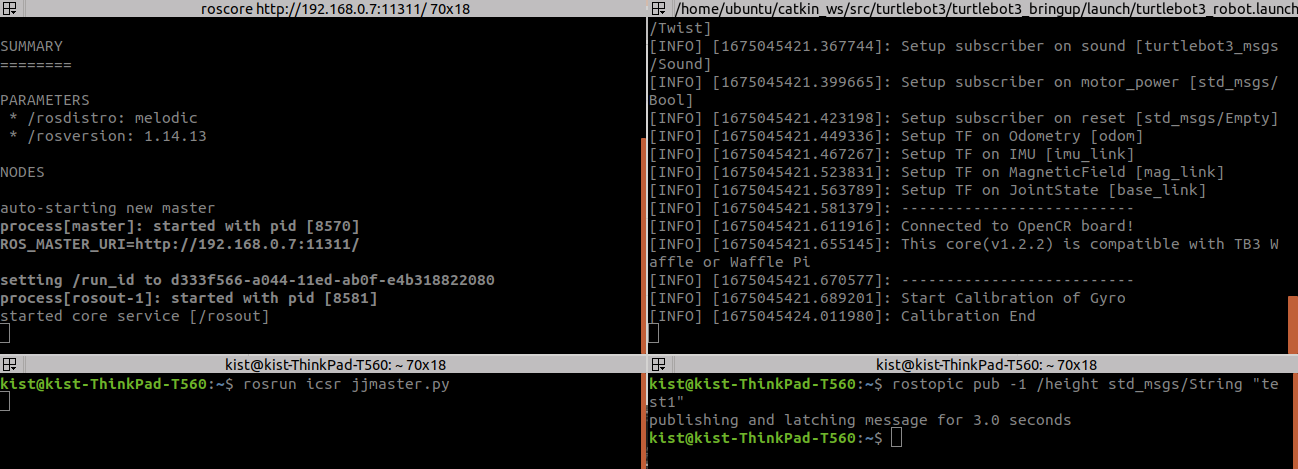 roscore http://192.168.0.7:11311/ 70x18
SUMMARY
========
PARAMETERS
 * /rosdistro: melodic
 * /rosversion: 1.14.13
NODES
auto-starting new master
process[master]: started with pid [8570]
ROS_MASTER_URI=http://192.168.0.7:11311/
setting /run_id to d333f566-a044-11ed-ab0f-e4b318822080
process[rosout-1]: started with pid [8581]
started core service [/rosout]
/home/ubuntu/catkin_ws/src/turtlebot3/turtlebot3_bringup/launch/turtlebot3_robot.launch
/Twist]
[INFO] [1675045421.367744]: Setup subscriber on sound [turtlebot3_msgs
/Sound]
[INFO] [1675045421.399665]: Setup subscriber on motor_power [std_msgs/
Bool]
[INFO] [1675045421.423198]: Setup subscriber on reset [std_msgs/Empty]
[INFO] [1675045421.449336]: Setup TF on Odometry [odom]
[INFO] [1675045421.467267]: Setup TF on IMU [imu_link]
[INFO] [1675045421.523831]: Setup TF on MagneticField [mag_link]
[INFO] [1675045421.563789]: Setup TF on JointState [base_link]
[INFO] [1675045421.581379]: --------------------------
[INFO] [1675045421.611916]: Connected to OpenCR board!
[INFO] [1675045421.655145]: This core(v1.2.2) is compatible with TB3 W
affle or Waffle Pi
[INFO] [1675045421.670577]: --------------------------
[INFO] [1675045421.689201]: Start Calibration of Gyro
[INFO] [1675045424.011980]: Calibration End
kist@kist-ThinkPad-T560: ~ 70x18
kist@kist-ThinkPad-T560:~$ rosrun icsr jjmaster.py
kist@kist-ThinkPad-T560: ~ 70x18
kist@kist-ThinkPad-T560:~$ rostopic pub -1 /height std_msgs/String "te
st1"
publishing and latching message for 3.0 seconds
kist@kist-ThinkPad-T560:~$